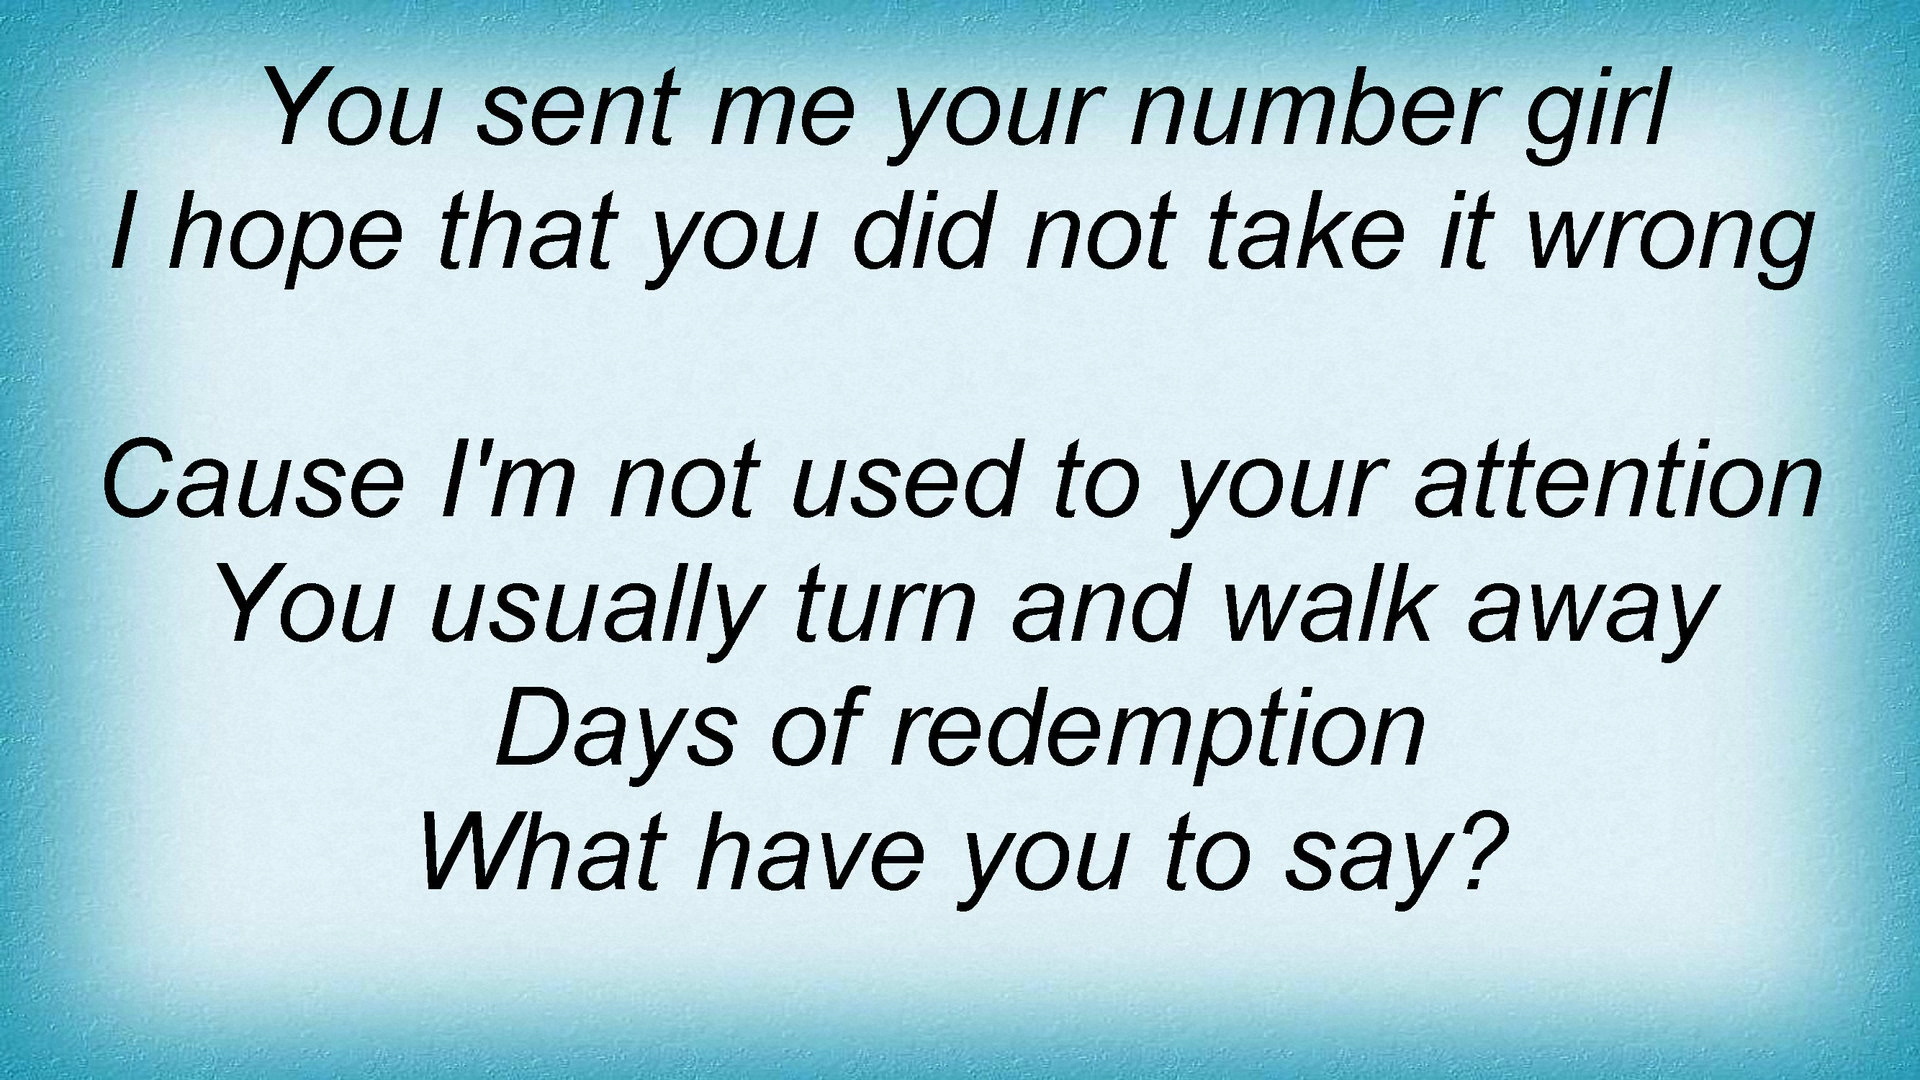 You sent me your number girl
I hope that you did not take it wrong
Cause I'm not used to your attention
You usually turn and walk away
Days of redemption
What have you to say?